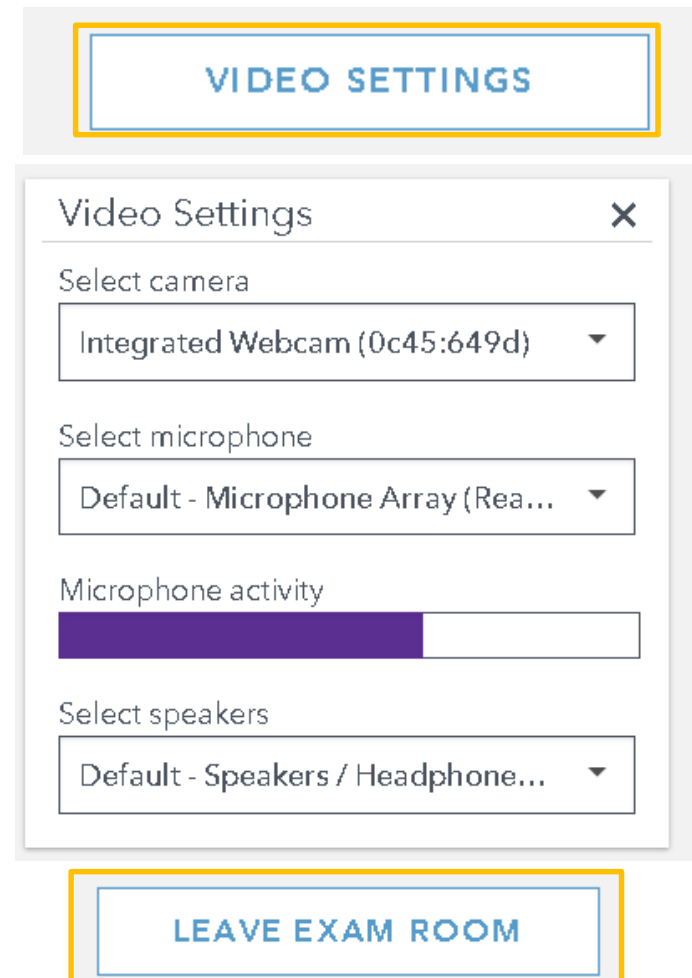 VIDEO SETTINGS
Video Settings
Select camera
Integrated Webcam (0c45:649d)
Select microphone
Default - Microphone Array (Rea...
Microphone activity
Select speakers
Default - Speakers / Headphone...
LEAVE EXAM ROOM